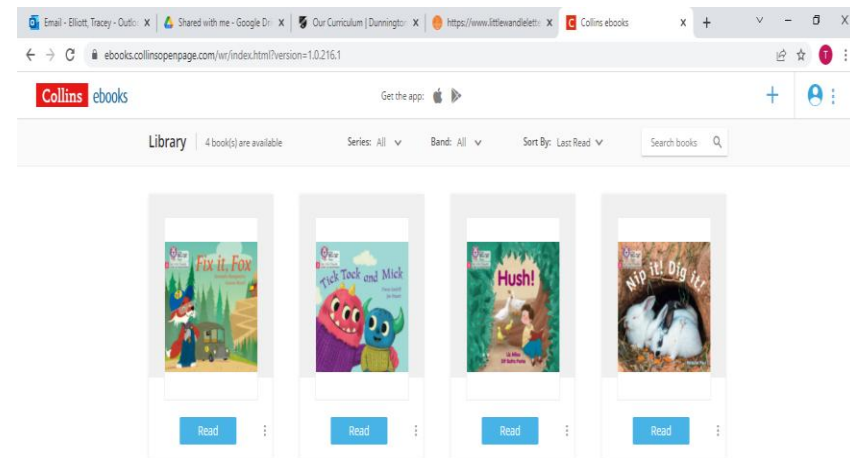 Email - Elliott, Tracey - Outlo
Shared with me - Google Dri
Our Curriculum | Dunnington
https://www.littlewandlelette
Collins ebooks
ebooks.collinsopenpage.com/wr/index.html?version=1.0.216.1
T
Collins ebooks
Get the app:
Library
4 book(s) are available
Series: All
Band: All
Sort By: Last Read
Search books
Fix it, Fox
Tick Tock and Mick
Hush!
Nip it! Dig it!
Read
Read
Read
Read